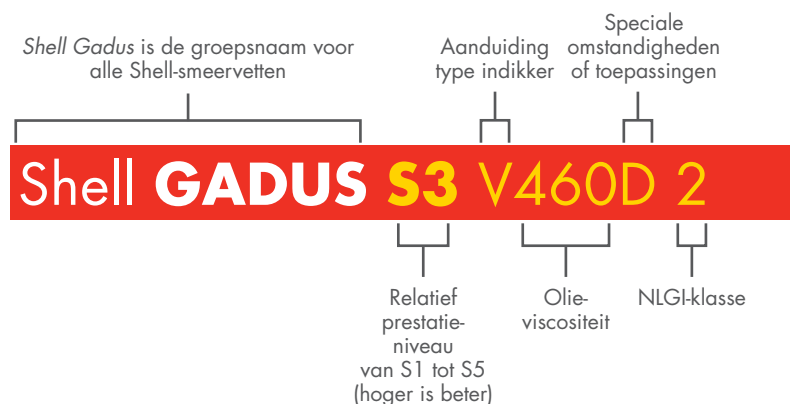 Shell Gadus is de groepsnaam voor
alle Shell-smeervetten
Aanduiding
type indikker
Speciale
omstandigheden
of toepassingen
Shell GADUS S3 V460D 2
Relatief
prestatie-
niveau
van S1 tot S5
(hoger is beter)
Olie-
viscositeit
NLGI-klasse